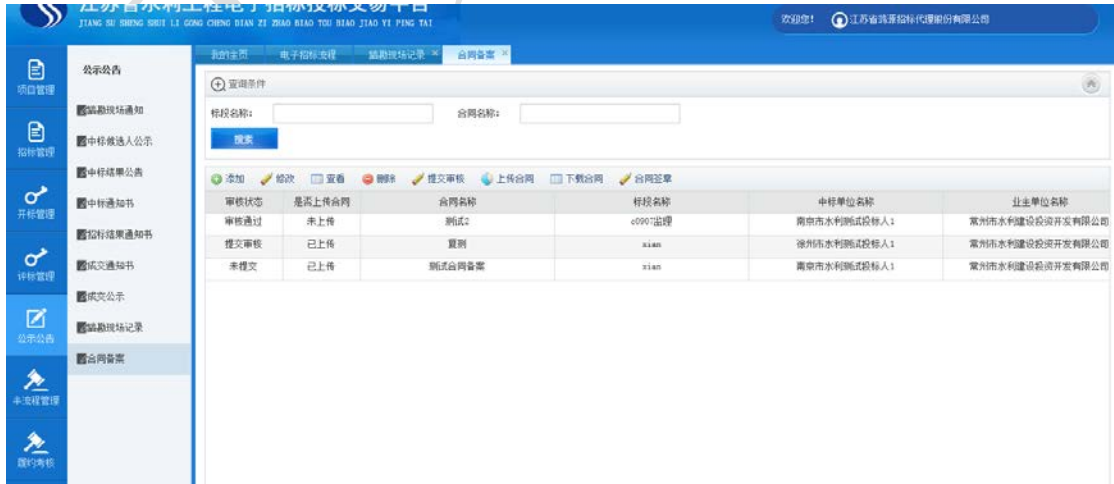 江苏省水利工程电子招标投标交易平台
JIANG SU SHENG SHUI LI GONG CHENG DIAN ZI ZHAO BIAO TOU BIAO JIAO YI PING TAI
欢迎您! 江苏省鸿源招标代理股份有限公司
我的主页 电子招标流程 踏勘现场记录 × 合同备案 ×
项目管理
招标管理
开标管理
评标管理
公示公告
半流程管理
履约考核
公示公告
踏勘现场通知
中标候选人公示
中标结果公告
中标通知书
招标结果通知书
成交通知书
成交公示
踏勘现场记录
合同备案
查询条件
标段名称: 合同名称:
搜索
添加 修改 查看 删除 提交审核 上传合同 下载合同 合同签章
审核状态 是否上传合同 合同名称 标段名称 中标单位名称 业主单位名称
审核通过 未上传 测试2 c0907监理 南京市水利测试投标人1 常州市水利建设投资开发有限公司
提交审核 已上传 复测 xian 徐州市水利测试投标人1 常州市水利建设投资开发有限公司
未提交 已上传 测试合同备案 xian 南京市水利测试投标人1 常州市水利建设投资开发有限公司